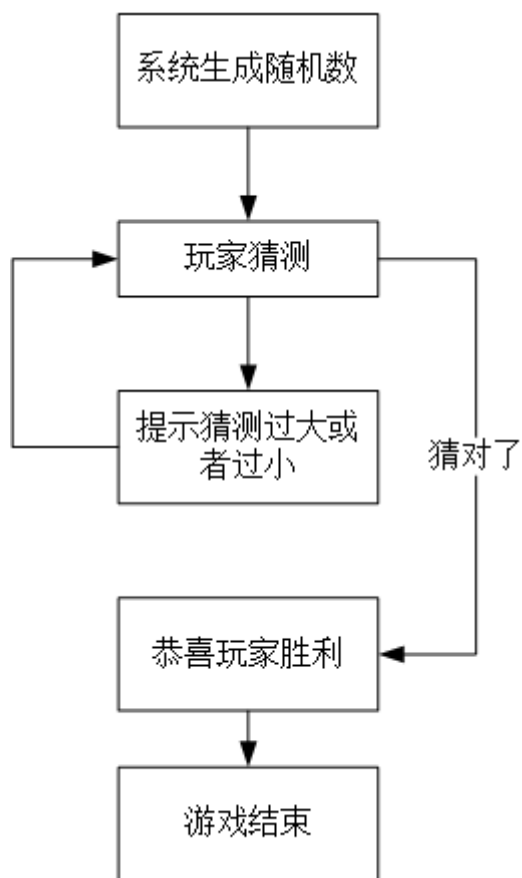 系统生成随机数
玩家猜测
提示猜测过大或
者过小
猜对了
恭喜玩家胜利
游戏结束